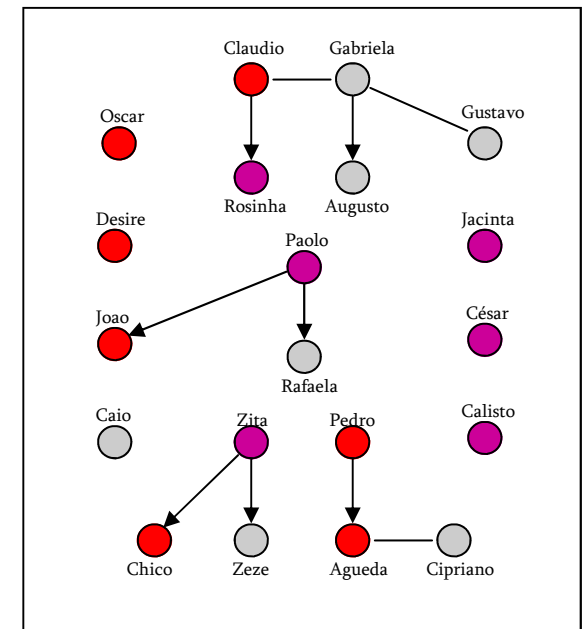 Claudio Gabriela
Oscar Gustavo
Rosinha Augusto
Desire Jacinta
Paolo
Joao César
Rafaela
Caio Zita Pedro Calisto
Chico Zeze Agueda Cipriano